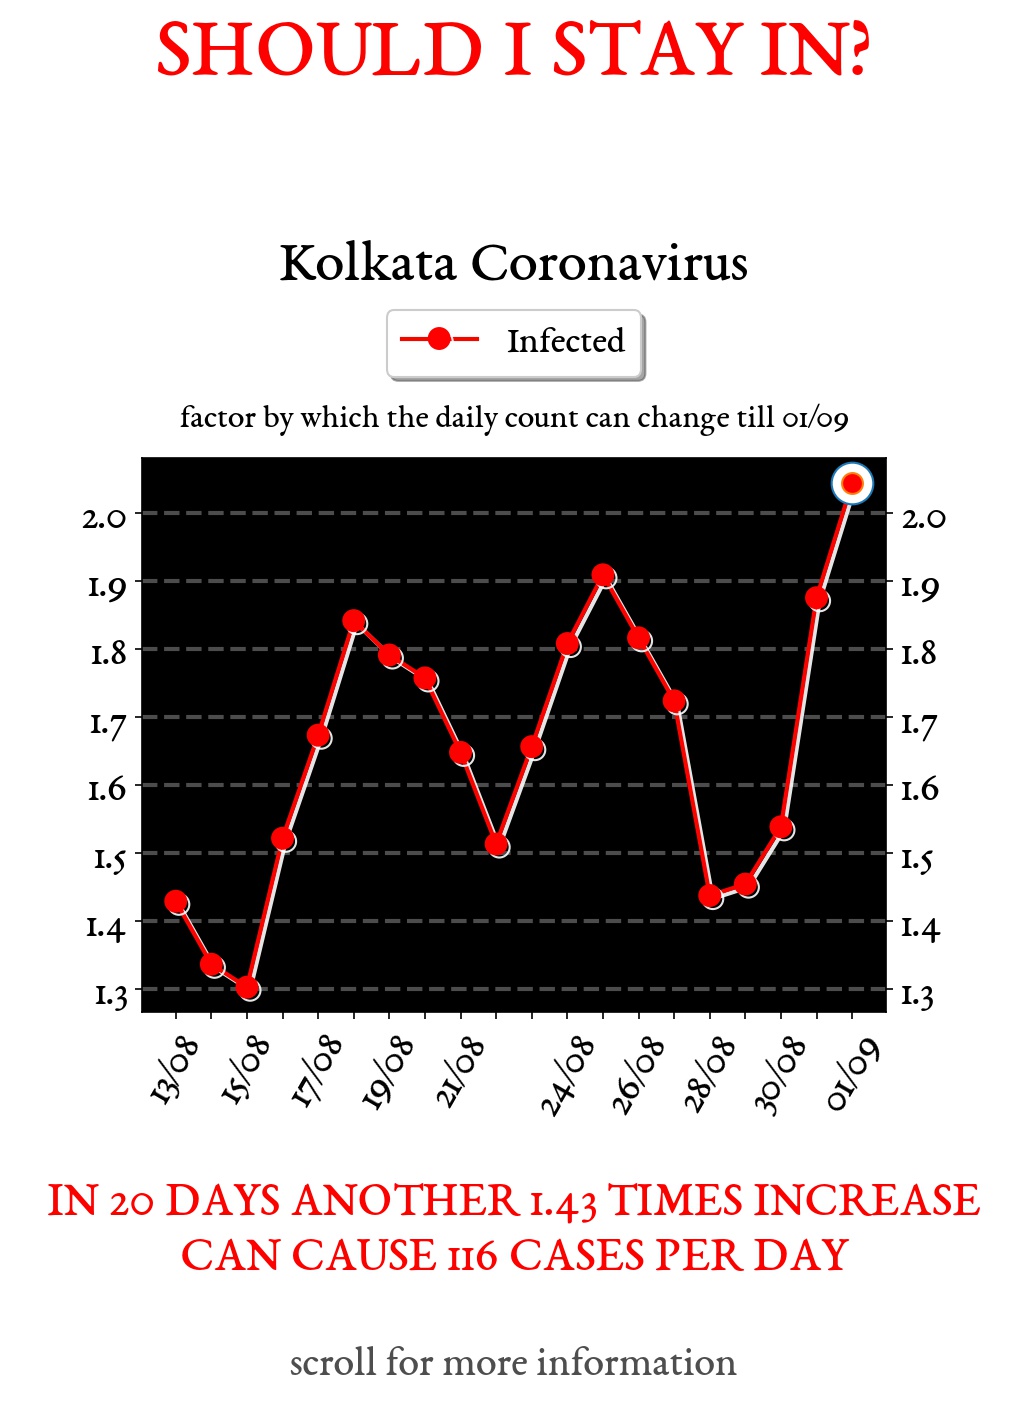 SHOULD I STAY IN?
Kolkata Coronavirus
Infected
factor by which the daily count can change till 01/09
2.0 2.0
1.9 1.9
1.8 1.8
1.7 1.7
1.6 1.6
1.5 1.5
1.4 1.4
1.3 1.3
13/08 15/08 17/08 19/08 21/08 24/08 26/08 28/08 30/08 01/09
IN 20 DAYS ANOTHER 1.43 TIMES INCREASE
CAN CAUSE 116 CASES PER DAY
scroll for more information